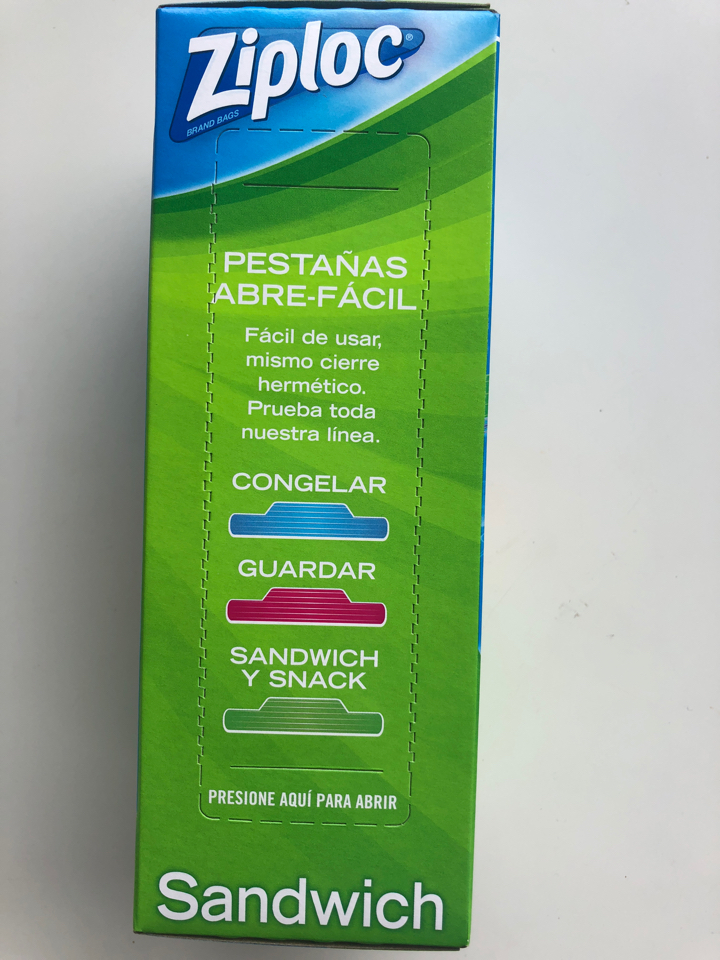 Ziploc®
BRAND BAGS
PESTAÑAS
ABRE-FÁCIL
Fácil de usar,
mismo cierre
hermético.
Prueba toda
nuestra línea.
CONGELAR
GUARDAR
SANDWICH
Y SNACK
PRESIONE AQUÍ PARA ABRIR
Sandwich